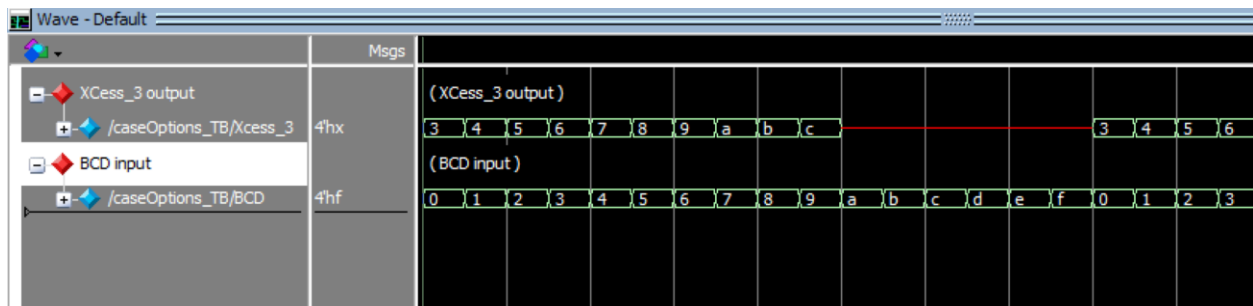 Wave - Default
Msgs
XCess_3 output
(XCess_3 output )
/caseOptions_TB/Xcess_3 4'hx 3 4 5 6 7 8 9 a b c 3 4 5 6
BCD input
(BCD input )
/caseOptions_TB/BCD 4'hf 0 1 2 3 4 5 6 7 8 9 a b c d e f 0 1 2 3